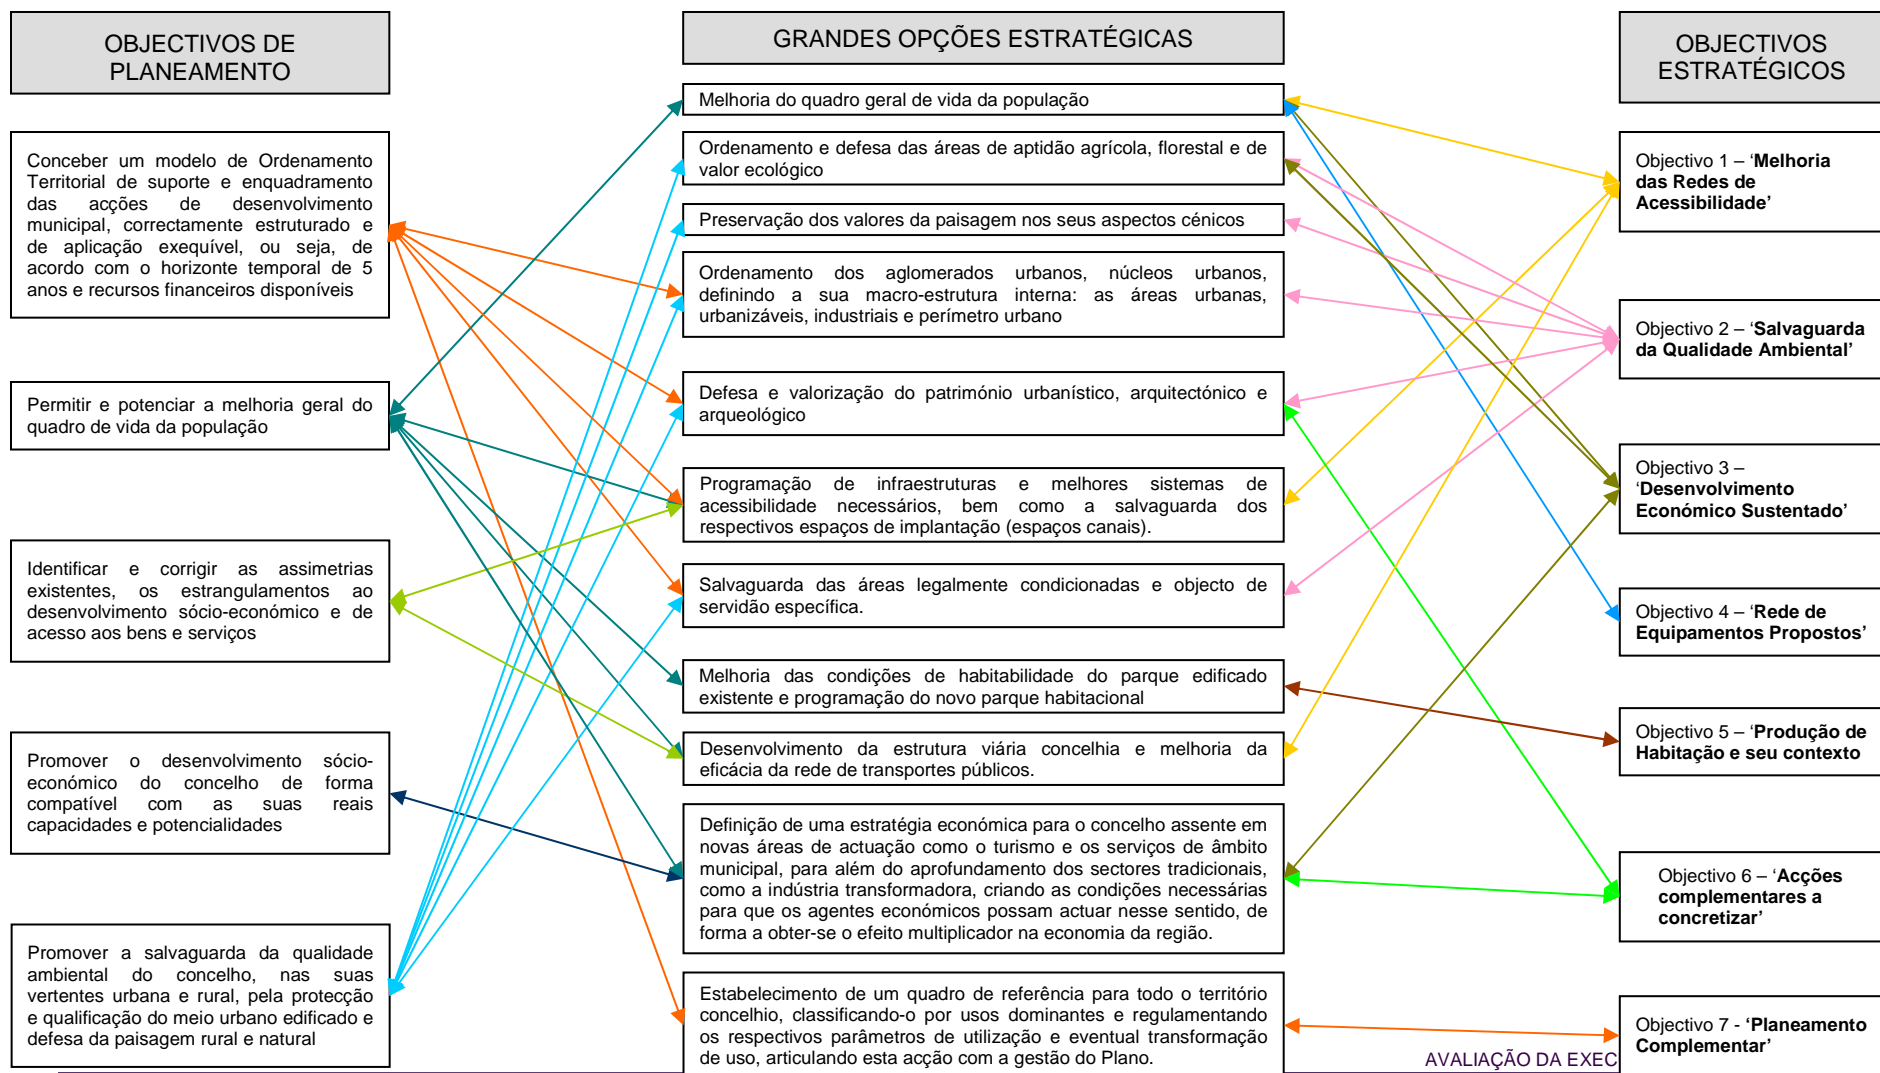 OBJECTIVOS DE
PLANEAMENTO
Conceber um modelo de Ordenamento
Territorial de suporte e enquadramento
das acções de desenvolvimento
municipal, correctamente estruturado e
de aplicação exequível, ou seja, de
acordo com o horizonte temporal de 5
anos e recursos financeiros disponíveis
Permitir e potenciar a melhoria geral do
quadro de vida da população
Identificar e corrigir as assimetrias
existentes, os estrangulamentos ao
desenvolvimento sócio-económico e de
acesso aos bens e serviços
Promover o desenvolvimento sócio-
económico do concelho de forma
compatível com as suas reais
capacidades e potencialidades
Promover a salvaguarda da qualidade
ambiental do concelho, nas suas
vertentes urbana e rural, pela protecção
e qualificação do meio urbano edificado e
defesa da paisagem rural e natural
GRANDES OPÇÕES ESTRATÉGICAS
Melhoria do quadro geral de vida da população
Ordenamento e defesa das áreas de aptidão agrícola, florestal e de
valor ecológico
Preservação dos valores da paisagem nos seus aspectos cénicos
Ordenamento dos aglomerados urbanos, núcleos urbanos,
definindo a sua macro-estrutura interna: as áreas urbanas,
urbanizáveis, industriais e perímetro urbano
Defesa e valorização do património urbanístico, arquitectónico e
arqueológico
Programação de infraestruturas e melhores sistemas de
acessibilidade necessários, bem como a salvaguarda dos
respectivos espaços de implantação (espaços canais).
Salvaguarda das áreas legalmente condicionadas e objecto de
servidão específica.
Melhoria das condições de habitabilidade do parque edificado
existente e programação do novo parque habitacional
Desenvolvimento da estrutura viária concelhia e melhoria da
eficácia da rede de transportes públicos.
Definição de uma estratégia económica para o concelho assente em
novas áreas de actuação como o turismo e os serviços de âmbito
municipal, para além do aprofundamento dos sectores tradicionais,
como a indústria transformadora, criando as condições necessárias
para que os agentes económicos possam actuar nesse sentido, de
forma a obter-se o efeito multiplicador na economia da região.
Estabelecimento de um quadro de referência para todo o território
concelhio, classificando-o por usos dominantes e regulamentando
os respectivos parâmetros de utilização e eventual transformação
de uso, articulando esta acção com a gestão do Plano.
OBJECTIVOS
ESTRATÉGICOS
Objectivo 1 – ‘Melhoria
das Redes de
Acessibilidade’
Objectivo 2 – ‘Salvaguarda
da Qualidade Ambiental’
Objectivo 3 –
‘Desenvolvimento
Económico Sustentado’
Objectivo 4 – ‘Rede de
Equipamentos Propostos’
Objectivo 5 – ‘Produção de
Habitação e seu contexto
Objectivo 6 – ‘Acções
complementares a
concretizar’
Objectivo 7 - ‘Planeamento
Complementar’
AVALIAÇÃO DA EXEC